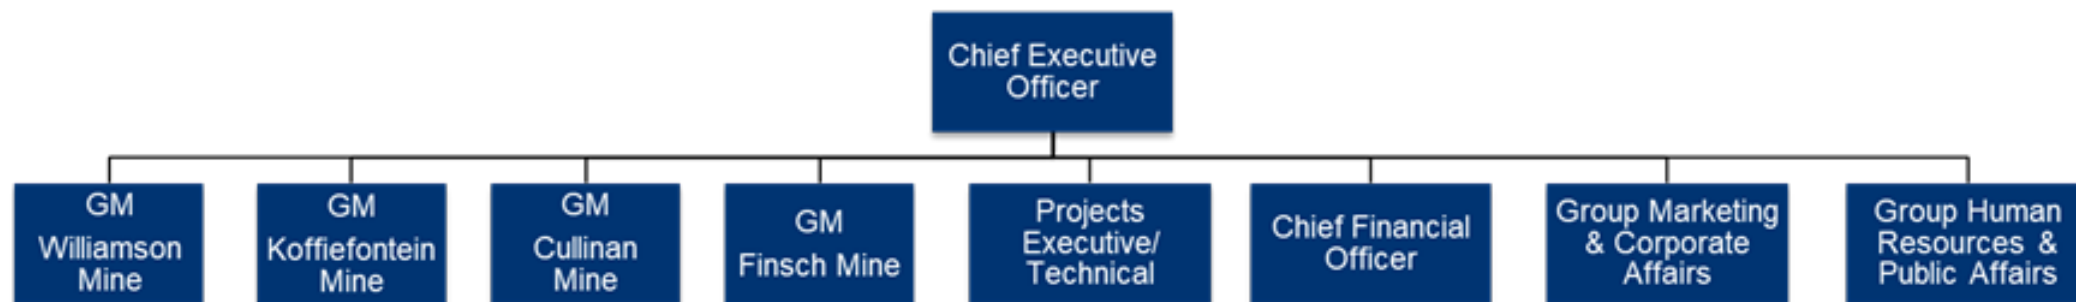 Chief Executive
Officer
GM
Williamson
Mine
GM
Koffiefontein
Mine
GM
Cullinan
Mine
GM
Finsch Mine
Projects
Executive/
Technical
Chief Financial
Officer
Group Marketing
& Corporate
Affairs
Group Human
Resources &
Public Affairs